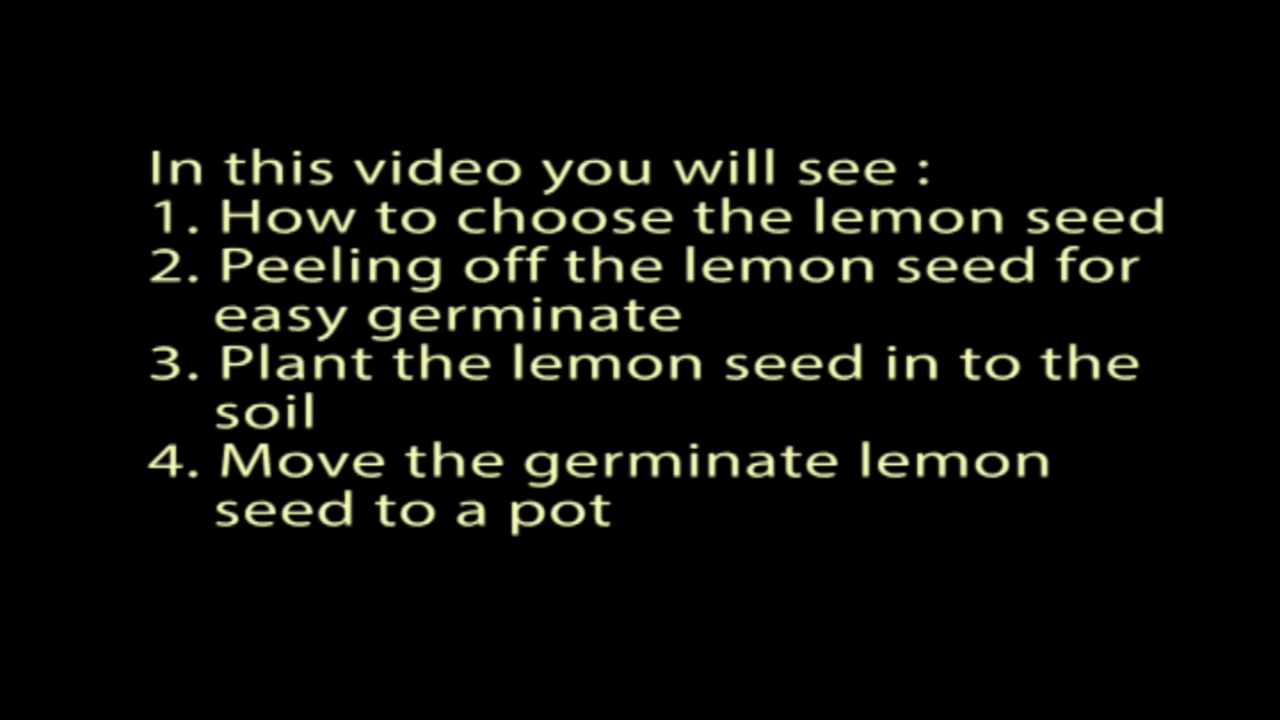 In this video you will see :
1. How to choose the lemon seed
2. Peeling off the lemon seed for
easy germinate
3. Plant the lemon seed in to the
soil
4. Move the germinate lemon
seed to a pot